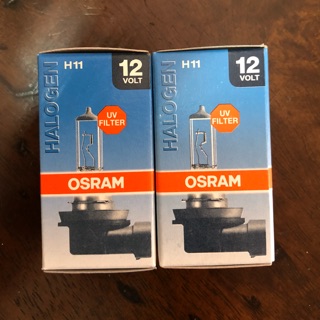 HALOGEN
H11
12
VOLT
UV
FILTER
OSRAM
HALOGEN
H11
12
VOLT
UV
FILTER
OSRAM